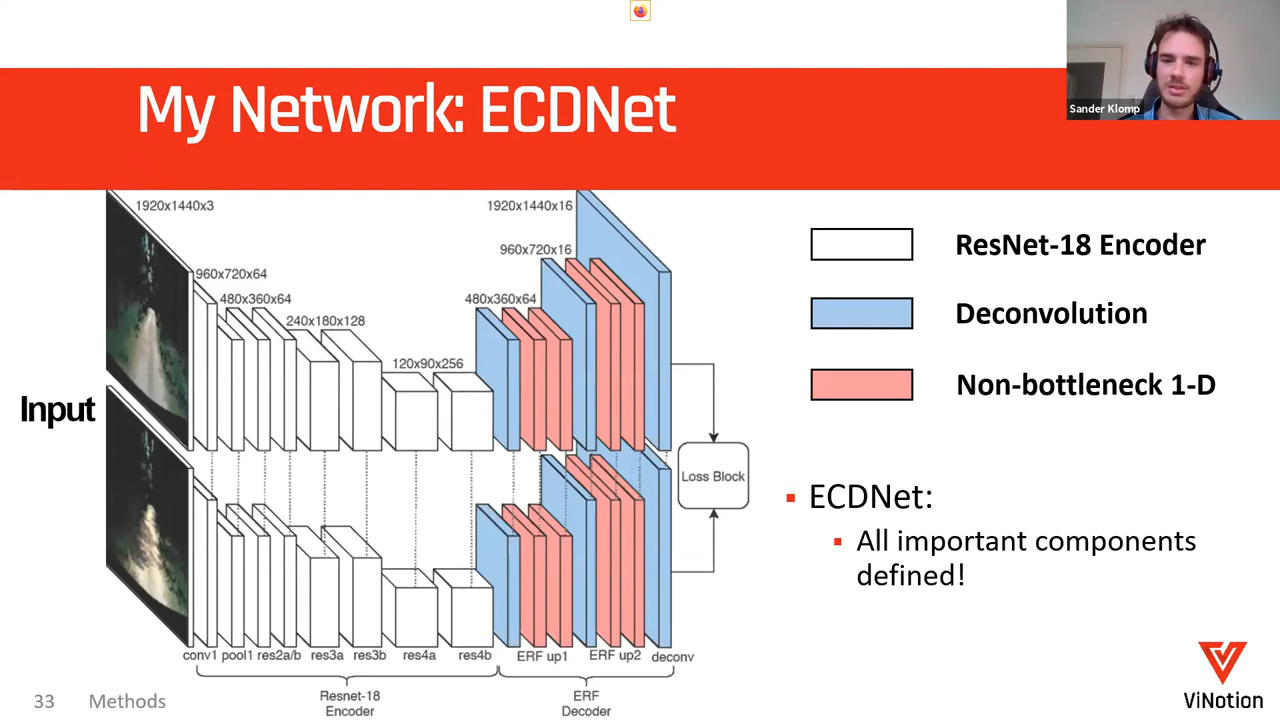 My Network: ECDNet
Sander Klomp
1920x1440x3
960x720x64
480x360x64
240x180x128
120x90x256
480x360x64
960x720x16
1920x1440x16
Input
Loss Block
conv1 pool1 res2a/b res3a res3b res4a res4b ERF up1 ERF up2 deconv
Resnet-18
Encoder
ERF
Decoder
ResNet-18 Encoder
Deconvolution
Non-bottleneck 1-D
ECDNet:
All important components
defined!
33 Methods
ViNotion